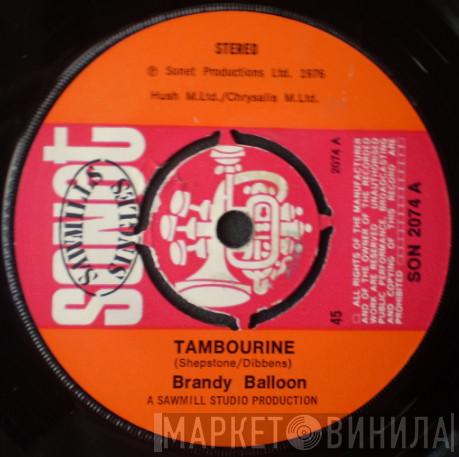 STEREO
℗ Sonet Productions Ltd. 1976
Hush M.Ltd./Chrysalis M.Ltd.
sonet
SAWMILLS
SINGLES
2074 A
ALL RIGHTS OF THE MANUFACTURER
AND OF THE OWNER OF THE RECORDED
WORK ARE RESERVED. UNAUTHORISED
PUBLIC PERFORMANCE, BROADCASTING
AND COPYING OF THIS RECORD ARE
PROHIBITED
SON 2074 A
45
TAMBOURINE
(Shepstone/Dibbens)
Brandy Balloon
A SAWMILL STUDIO PRODUCTION
МАРКЕТ ВИНИЛА